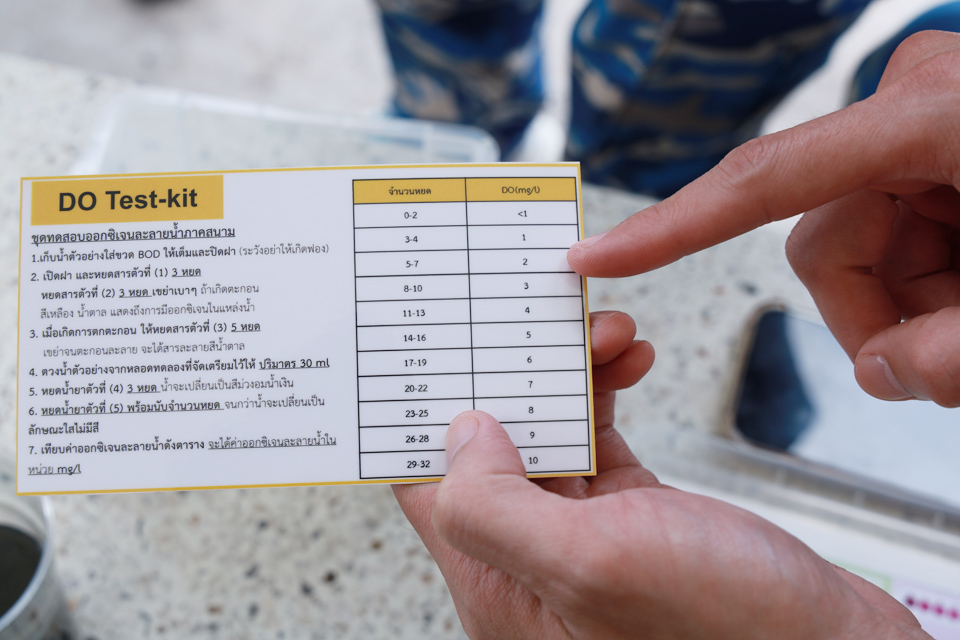 DO Test-kit
ชุดทดสอบออกซิเจนละลายน้ำภาคสนาม
1.เก็บน้ำตัวอย่างใส่ขวด BOD ให้เต็มและปิดฝา (ระวังอย่าให้เกิดฟอง)
2. เปิดฝา และหยดสารตัวที่ (1) 3 หยด
หยดสารตัวที่ (2) 3 หยด เขย่าเบาๆ ถ้าเกิดตะกอน
สีเหลือง น้ำตาล แสดงถึงการมีออกซิเจนในแหล่งน้ำ
3. เมื่อเกิดการตกตะกอน ให้หยดสารตัวที่ (3) 5 หยด
เขย่าจนตะกอนละลาย จะได้สารละลายสีน้ำตาล
4. ตวงน้ำตัวอย่างจากหลอดทดลองที่จัดเตรียมไว้ให้ ปริมาตร 30 ml
5. หยดน้ำยาตัวที่ (4) 3 หยด น้ำจะเปลี่ยนเป็นสีม่วงอมน้ำเงิน
6. หยดน้ำยาตัวที่ (5) พร้อมนับจำนวนหยด จนกว่าน้ำจะเปลี่ยนเป็น
ลักษณะใสไม่มีสี
7. เทียบค่าออกซิเจนละลายน้ำดังตาราง จะได้ค่าออกซิเจนละลายน้ำใน
หน่วย mg/L
จำนวนหยด DO(mg/l)
0-2 <1
3-4 1
5-7 2
8-10 3
11-13 4
14-16 5
17-19 6
20-22 7
23-25 8
26-28 9
29-32 10